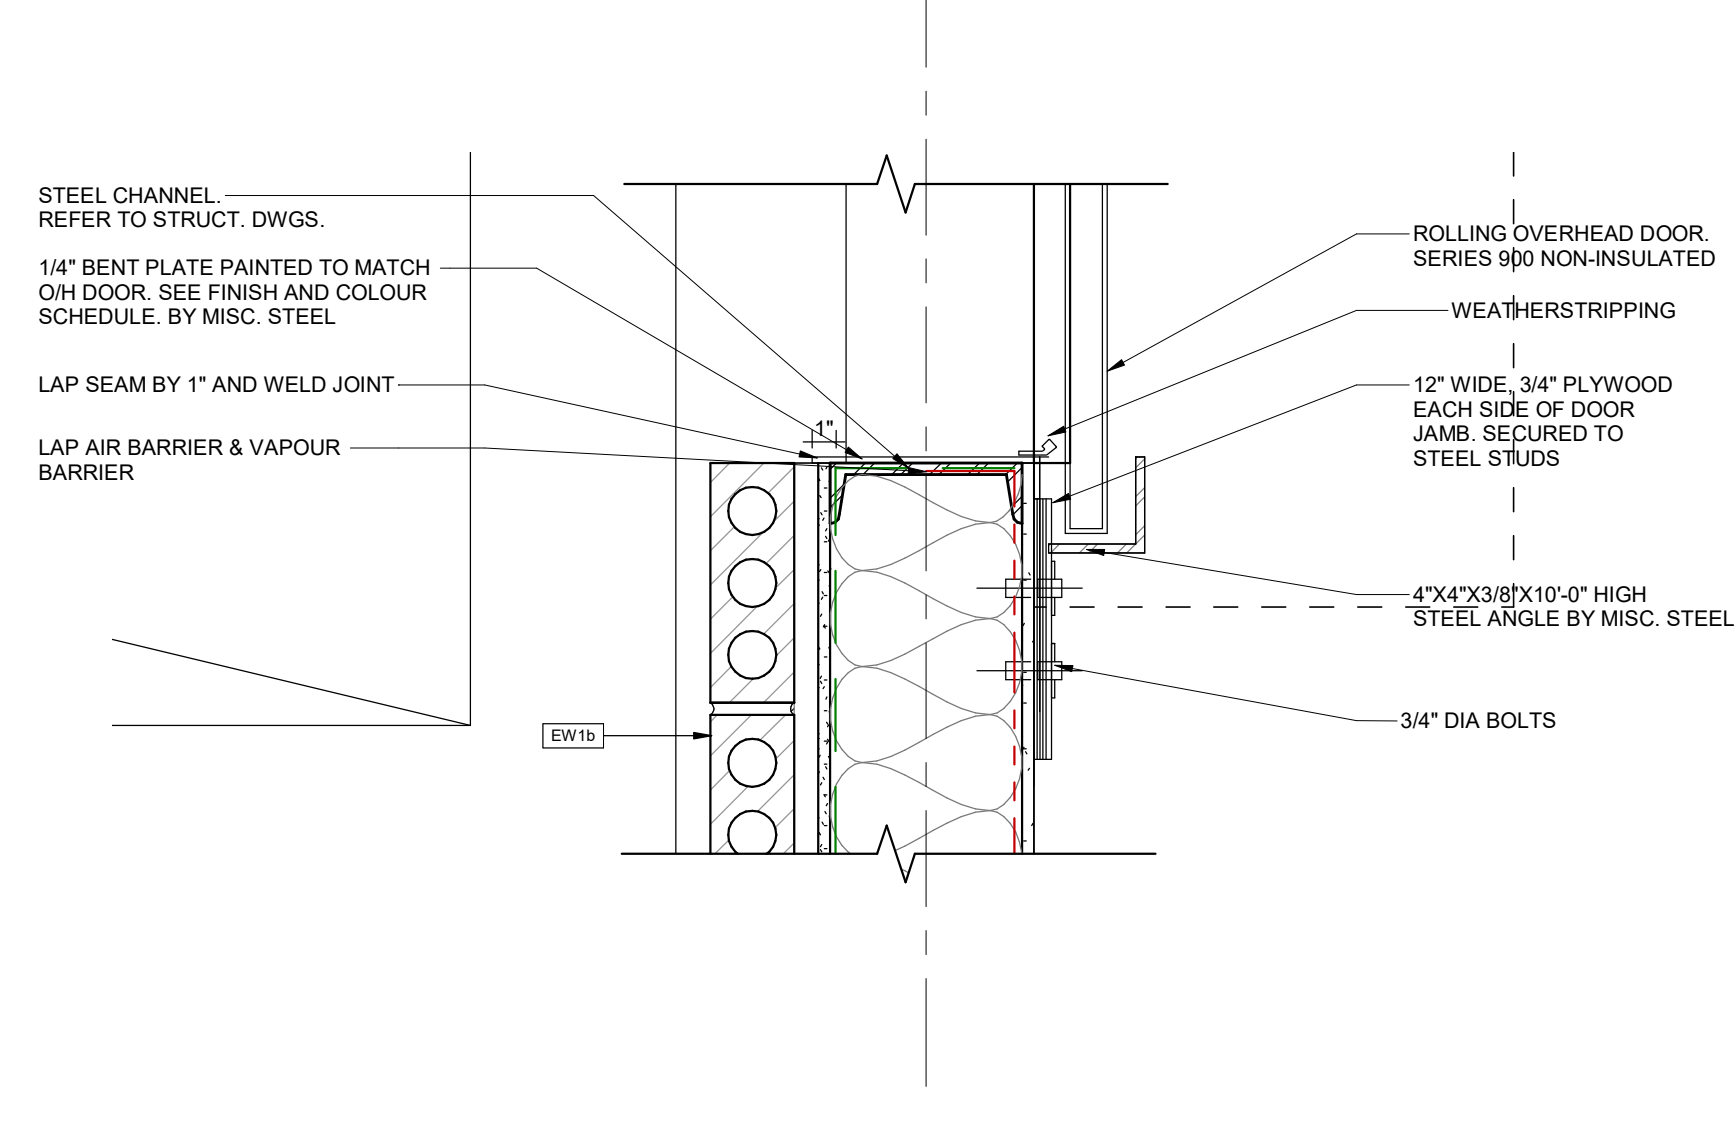 STEEL CHANNEL.
REFER TO STRUCT. DWGS.
1/4" BENT PLATE PAINTED TO MATCH
O/H DOOR. SEE FINISH AND COLOUR
SCHEDULE. BY MISC. STEEL
LAP SEAM BY 1" AND WELD JOINT
LAP AIR BARRIER & VAPOUR
BARRIER
1"
EW1b
ROLLING OVERHEAD DOOR.
SERIES 900 NON-INSULATED
WEATHERSTRIPPING
12" WIDE, 3/4" PLYWOOD
EACH SIDE OF DOOR
JAMB. SECURED TO
STEEL STUDS
4"X4"X3/8"X10'-0" HIGH
STEEL ANGLE BY MISC. STEEL
3/4" DIA BOLTS